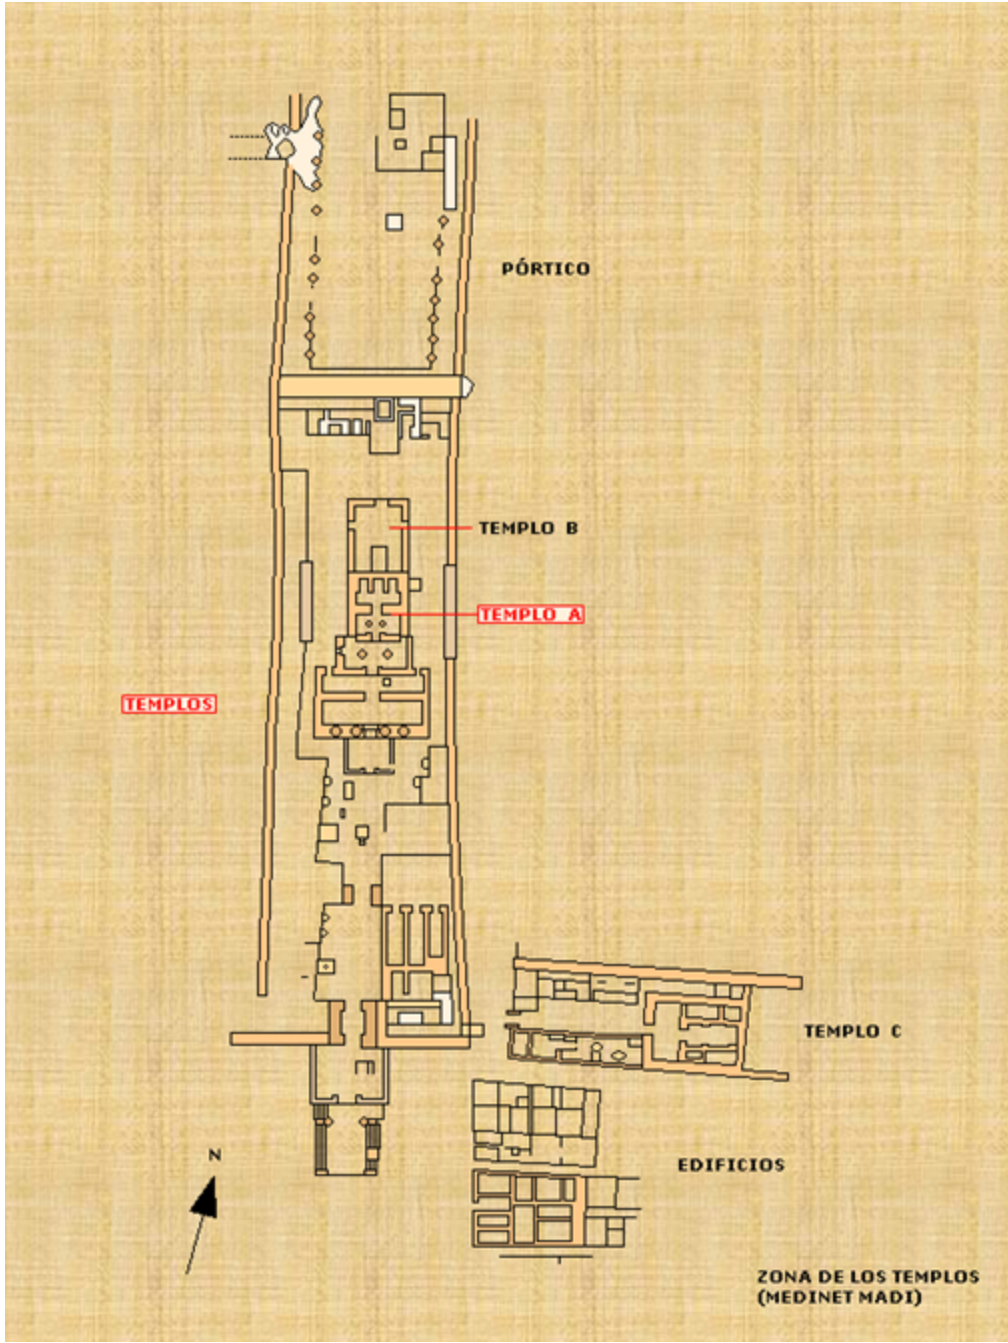 PÓRTICO
TEMPLO B
TEMPLO A
TEMPLOS
TEMPLO C
N
EDIFICIOS
ZONA DE LOS TEMPLOS
(MEDINET MADI)